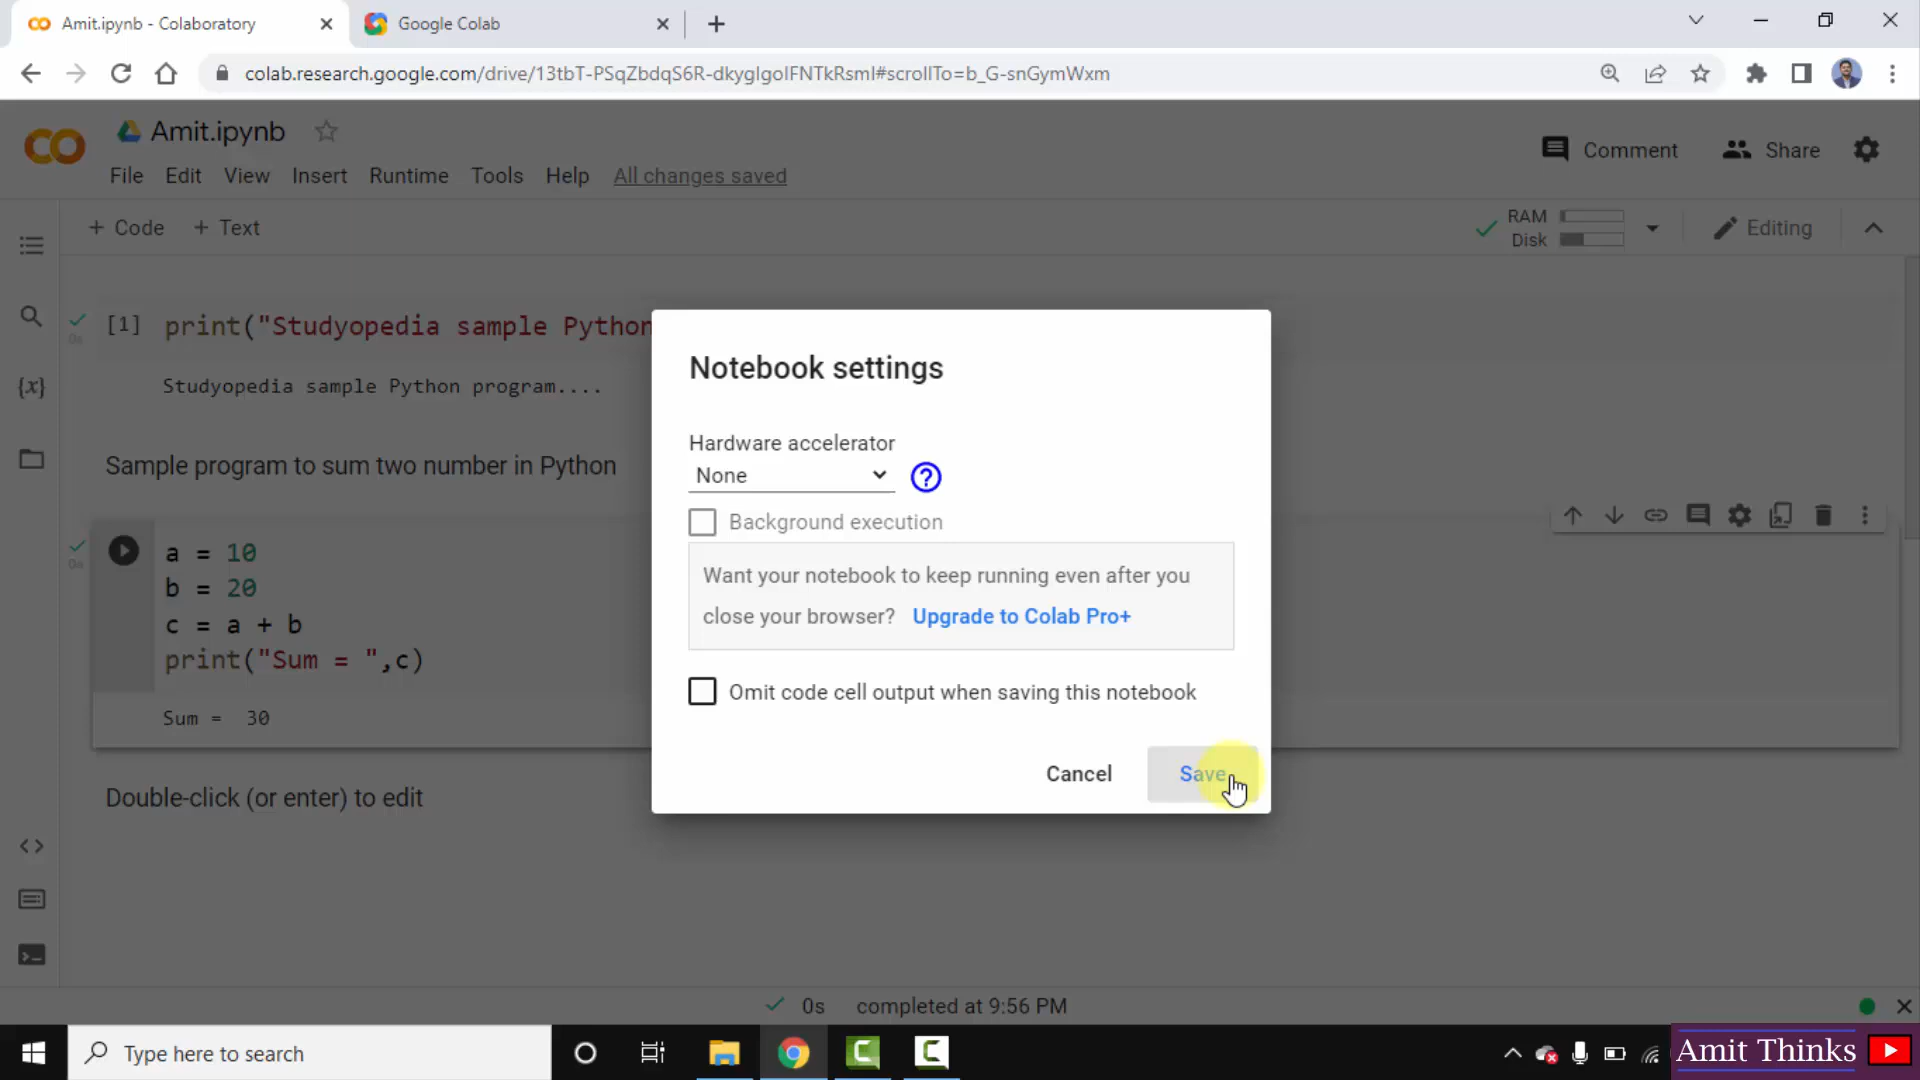 Amit.ipynb - Colaboratory
Google Colab
colab.research.google.com/drive/13tbT-PSqZbdqS6R-dkyglgolFNTkRsml#scrollTo=b_G-snGymWxm
Amit.ipynb
Comment
Share
File Edit View Insert Runtime Tools Help All changes saved
+ Code + Text
RAM
Disk
Editing
[1] print("Studyopedia sample Python
0s
Studyopedia sample Python program....
Sample program to sum two number in Python
0s
a = 10
b = 20
c = a + b
print("Sum = ",c)
Sum = 30
Double-click (or enter) to edit
Notebook settings
Hardware accelerator
None
Background execution
Want your notebook to keep running even after you
close your browser? Upgrade to Colab Pro+
Omit code cell output when saving this notebook
Cancel Save
0s completed at 9:56 PM
Type here to search
Amit Thinks